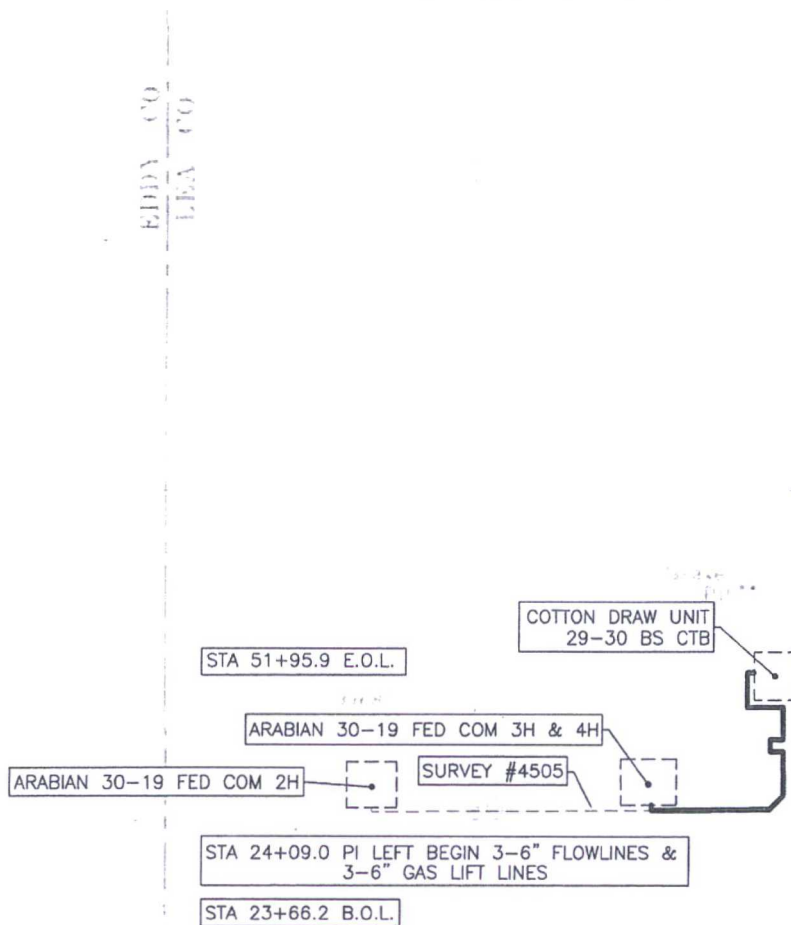 EDDY CO
LEA CO
COTTON DRAW UNIT
29-30 BS CTB
STA 51+95.9 E.O.L.
ARABIAN 30-19 FED COM 3H & 4H
SURVEY #4505
ARABIAN 30-19 FED COM 2H
STA 24+09.0 PI LEFT BEGIN 3-6" FLOWLINES &
3-6" GAS LIFT LINES
STA 23+66.2 B.O.L.